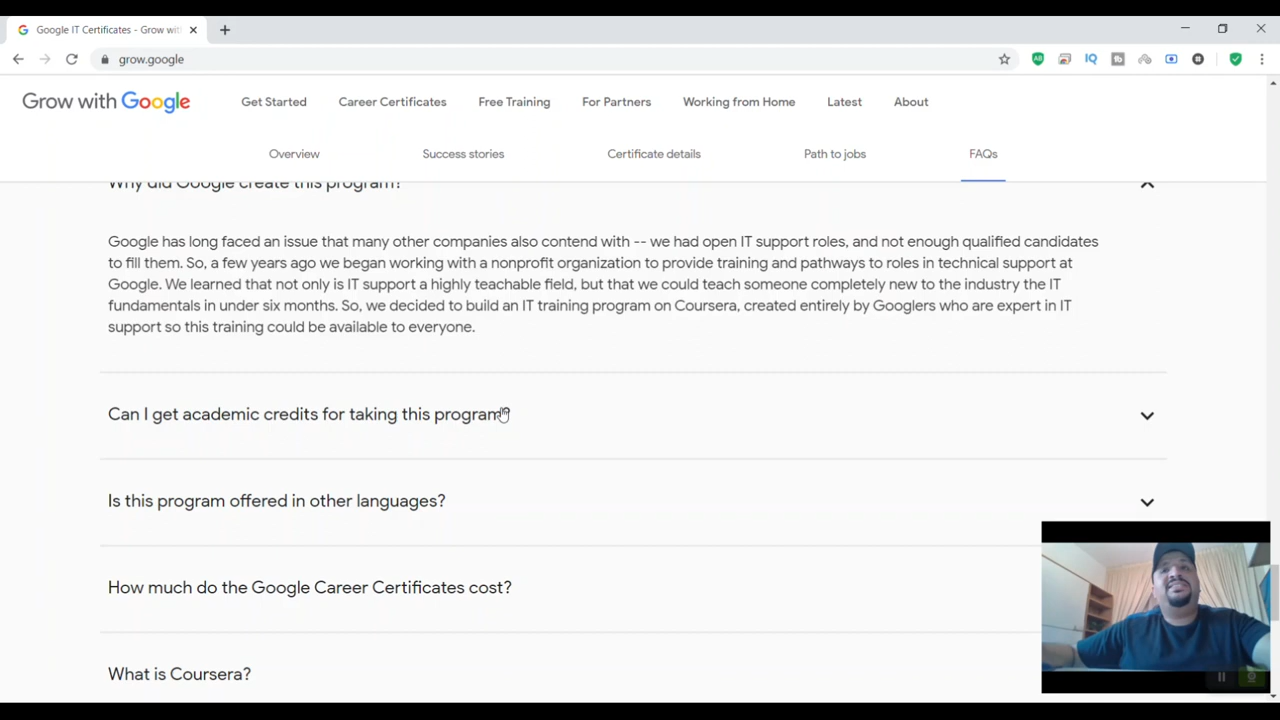 Google IT Certificates - Grow wit
grow.google
IQ
Grow with Google
Get Started
Career Certificates
Free Training
For Partners
Working from Home
Latest
About
Overview
Success stories
Certificate details
Path to jobs
FAQs
Why did Google create this program?
Google has long faced an issue that many other companies also contend with -- we had open IT support roles, and not enough qualified candidates
to fill them. So, a few years ago we began working with a nonprofit organization to provide training and pathways to roles in technical support at
Google. We learned that not only is IT support a highly teachable field, but that we could teach someone completely new to the industry the IT
fundamentals in under six months. So, we decided to build an IT training program on Coursera, created entirely by Googlers who are expert in IT
support so this training could be available to everyone.
Can I get academic credits for taking this program?
Is this program offered in other languages?
How much do the Google Career Certificates cost?
What is Coursera?